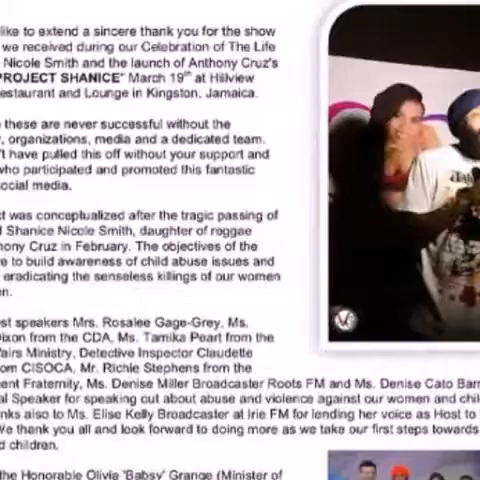 like to extend a sincere thank you for the show
we received during our Celebration of The Life
Nicole Smith and the launch of Anthony Cruz's
PROJECT SHANICE" March 19th at Hillview
estaurant and Lounge in Kingston, Jamaica.
these are never successful without the
, organizations, media and a dedicated team.
't have pulled this off without your support and
who participated and promoted this fantastic
ocial media.
t was conceptualized after the tragic passing of
d Shanice Nicole Smith, daughter of reggae
hony Cruz in February. The objectives of the
e to build awareness of child abuse issues and
eradicating the senseless killings of our women
en.
st speakers Mrs. Rosalee Gage-Grey, Ms.
Dixon from the CDA, Ms. Tamika Peart from the
fairs Ministry, Detective Inspector Claudette
om CISOCA, Mr. Richie Stephens from the
ent Fraternity, Ms. Denise Miller Broadcaster Roots FM and Ms. Denise Cato Barr
al Speaker for speaking out about abuse and violence against our women and chil
nks also to Ms. Elise Kelly Broadcaster at Irie FM for lending her voice as Host to
We thank you all and look forward to doing more as we take our first steps towards
d children.
the Honorable Olivia 'Babsy' Grange (Minister of